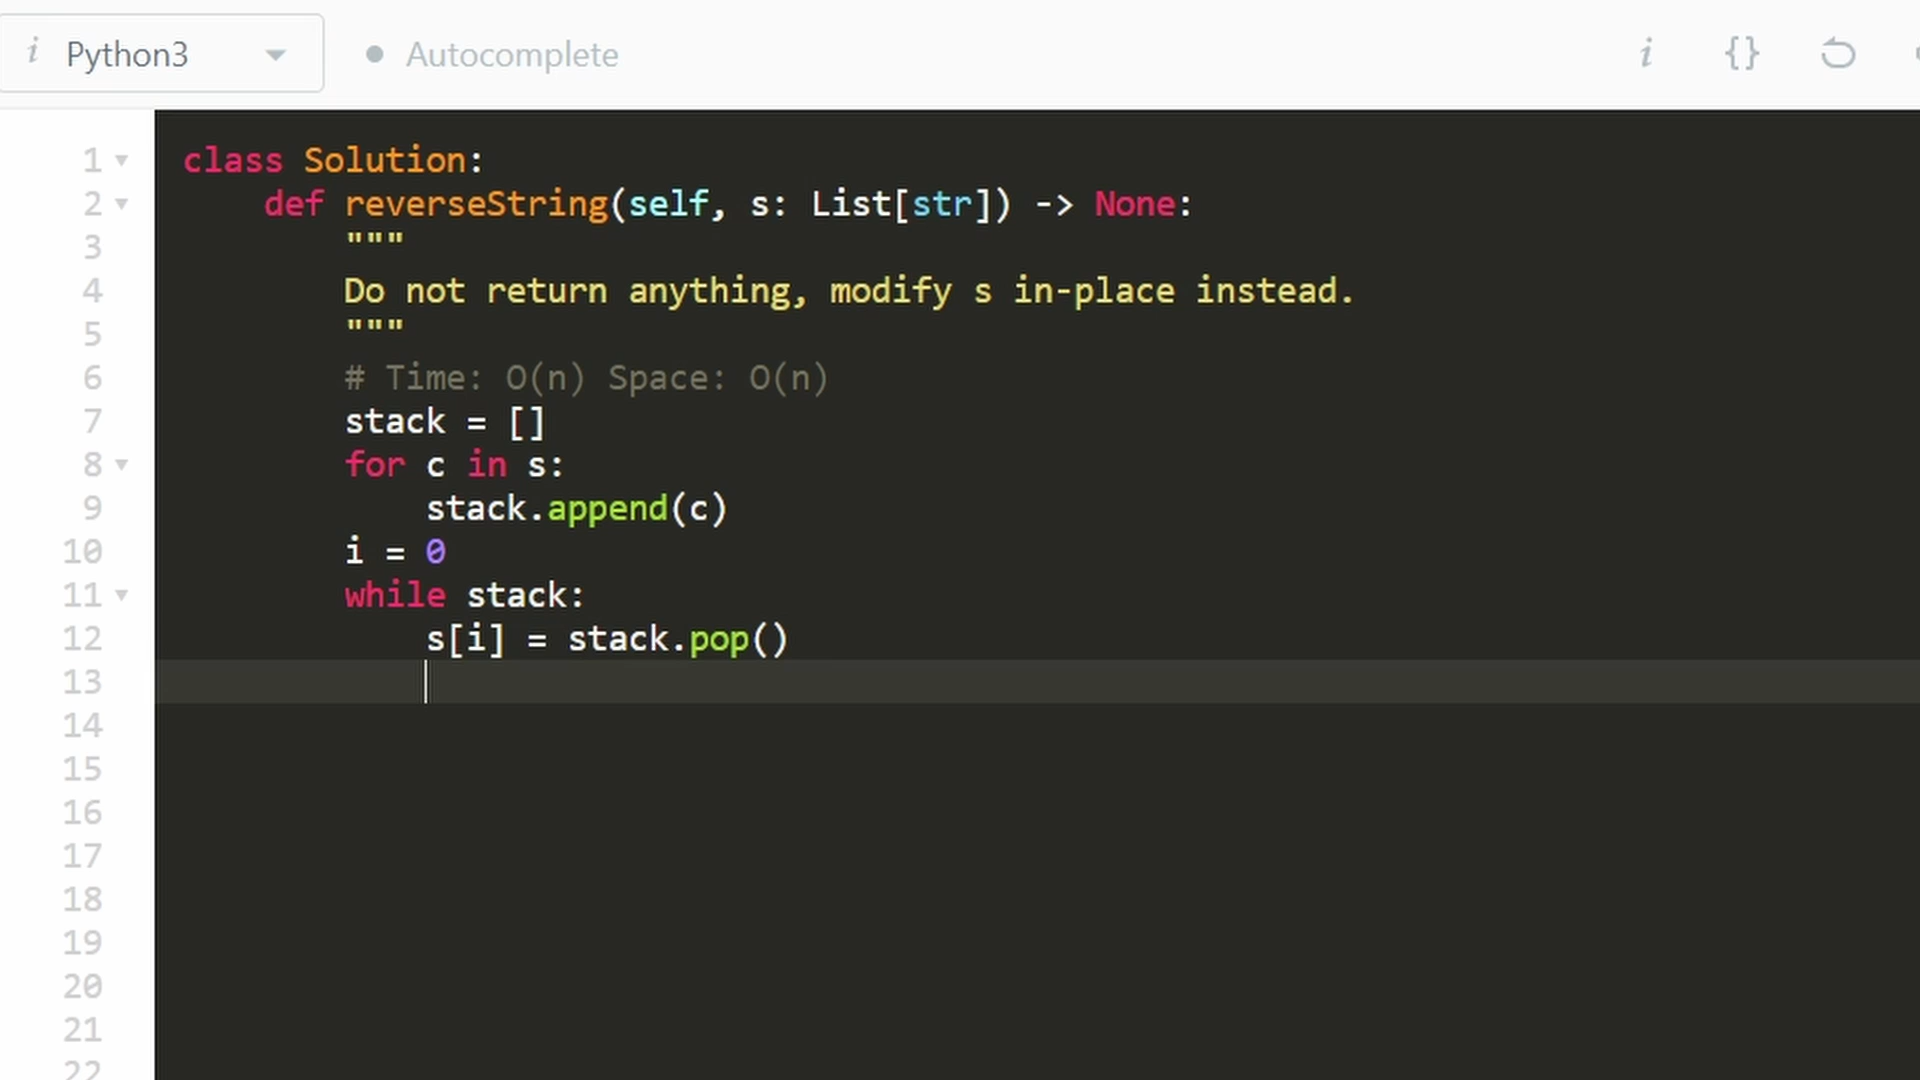 i Python3 Autocomplete i {}
1 class Solution:
2 def reverseString(self, s: List[str]) -> None:
3 """
4 Do not return anything, modify s in-place instead.
5 """
6 # Time: O(n) Space: O(n)
7 stack = []
8 for c in s:
9 stack.append(c)
10 i = 0
11 while stack:
12 s[i] = stack.pop()
13
14
15
16
17
18
19
20
21
22